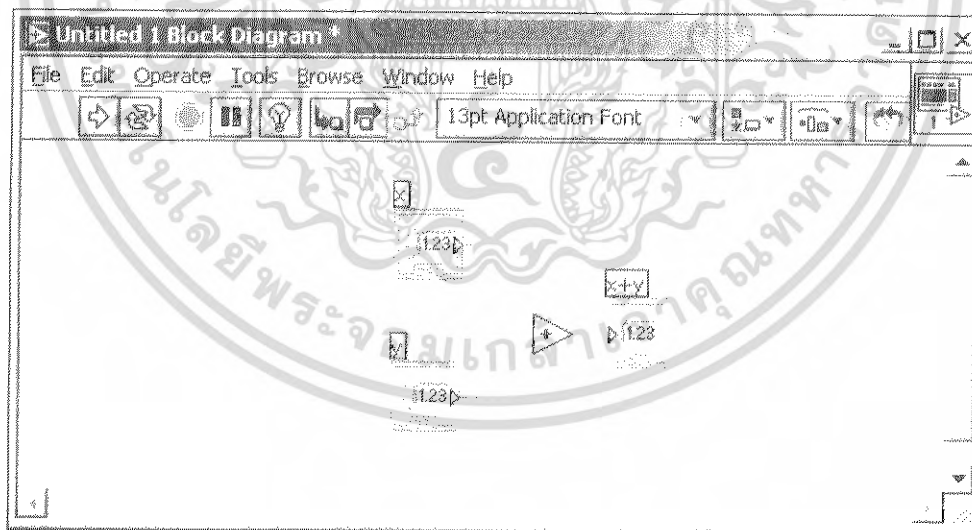 Untitled 1 Block Diagram *
File Edit Operate Tools Browse Window Help
13pt Application Font
1
x
1.23
x+y
1.23
y
1.23